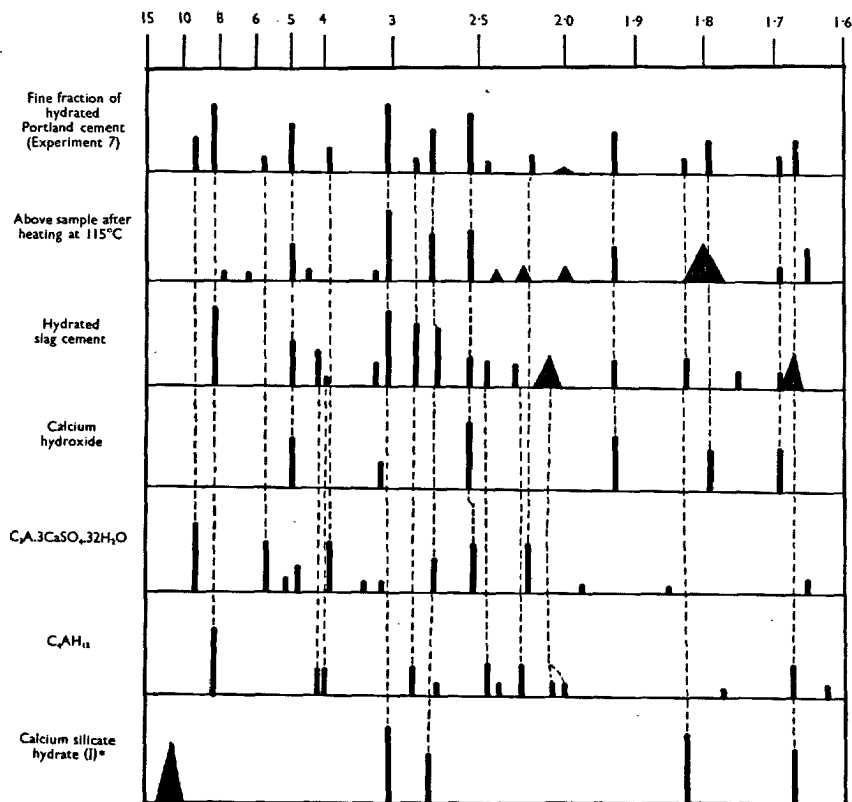 15 10 8 6 5 4 3 2·5 2·0 1·9 1·8 1·7 1·6
Fine fraction of
hydrated
Portland cement
(Experiment 7)
Above sample after
heating at 115°C
Hydrated
slag cement
Calcium
hydroxide
C₃A.3CaSO₄.32H₂O
C₄AH₁₂
Calcium silicate
hydrate (I)*